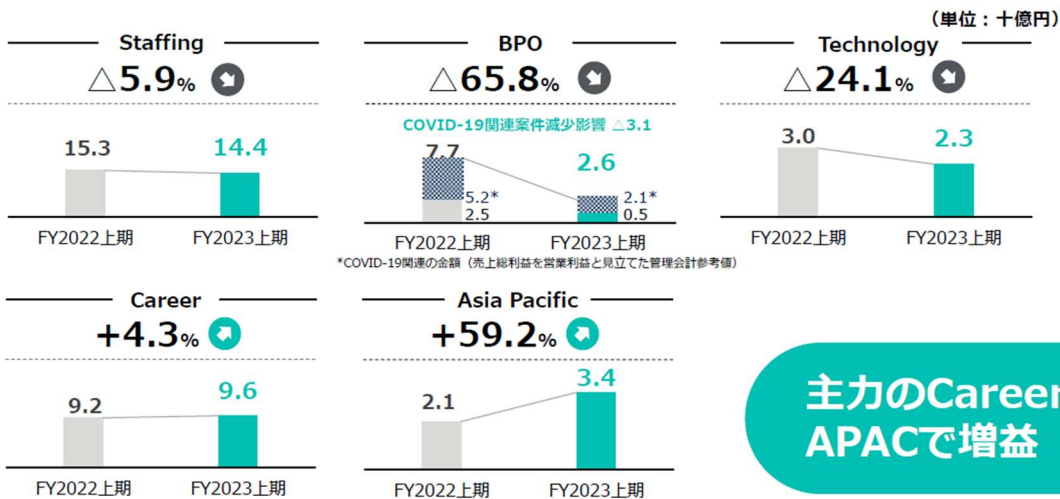 （単位：十億円）
Staffing
△5.9%
15.3
14.4
FY2022上期
FY2023上期
BPO
△65.8%
COVID-19関連案件減少影響 △3.1
7.7
2.6
5.2*
2.5
2.1*
0.5
FY2022上期
FY2023上期
*COVID-19関連の金額（売上総利益を営業利益と見立てた管理会計参考値）
Technology
△24.1%
3.0
2.3
FY2022上期
FY2023上期
Career
+4.3%
9.2
9.6
FY2022上期
FY2023上期
Asia Pacific
+59.2%
2.1
3.4
FY2022上期
FY2023上期
主力のCareer
APACで増益